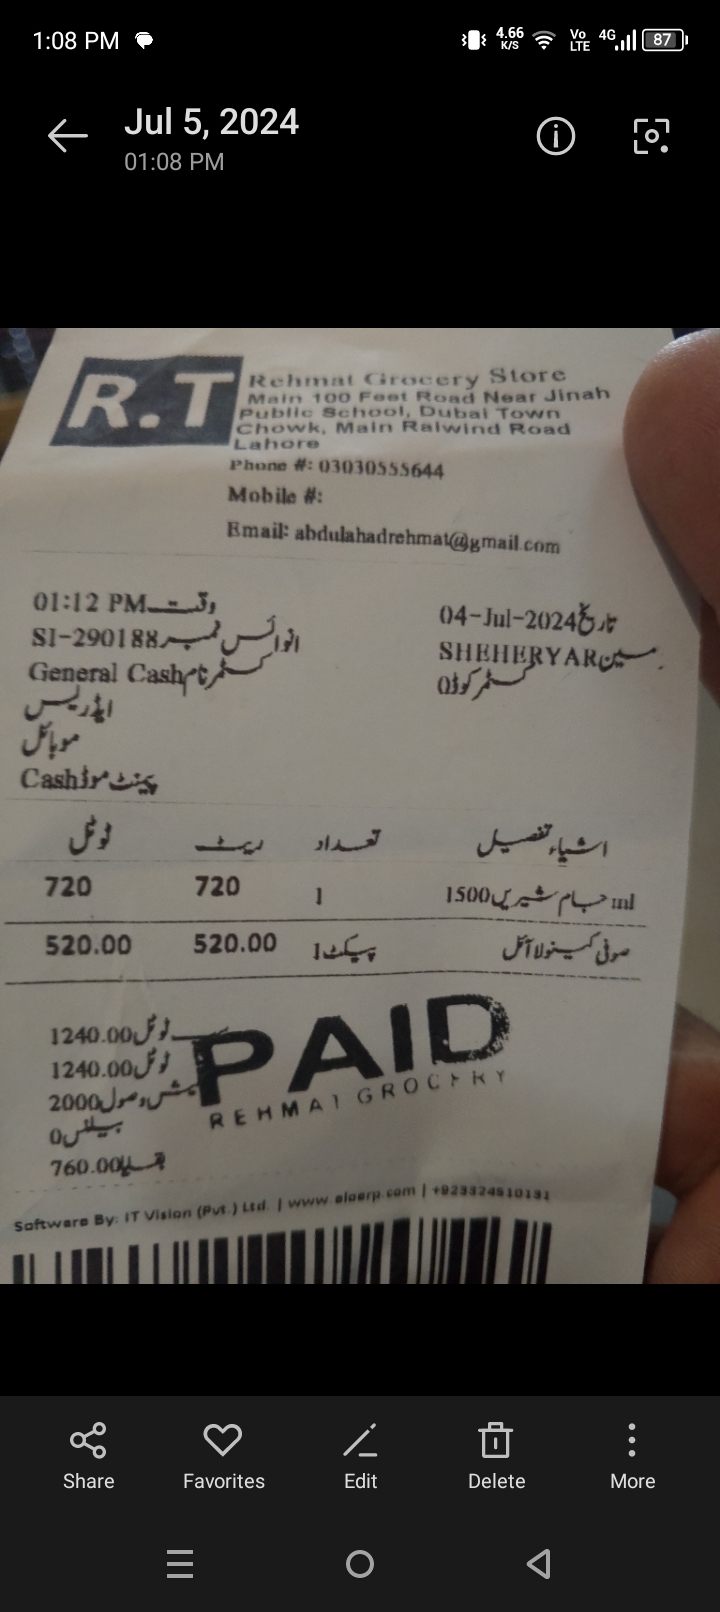 1:08 PM
4.66 K/S
Vo LTE
4G
87
Jul 5, 2024
01:08 PM
R.T
Rehmat Grocery Store
Main 100 Feet Road Near Jinah
Public School, Dubai Town
Chowk, Main Raiwind Road
Lahore
Phone #: 03030555644
Mobile #:
Email: abdulahadrehmat@gmail.com
وقت 01:12 PM
تاریخ 04-Jul-2024
انوائس نمبر SI-290188
SHEHERYAR
کسٹمر نام General Cash
کسٹمر کوڈ 0
ایڈریس
موبائل
پیمنٹ موڈ Cash
اشیاء تفصیل تعداد ریٹ ٹوٹل
جام شیریں 1500 ml 1 720 720
صوفی کینولا آئل 1 پیکٹ 520.00 520.00
ٹوٹل 1240.00
ٹوٹل 1240.00
وصول 2000
بیلنس 0
760.00
PAID
REHMAT GROCERY
Software By: IT Vision (Pvt.) Ltd. | www.eloerp.com | +923324510131
Share
Favorites
Edit
Delete
More